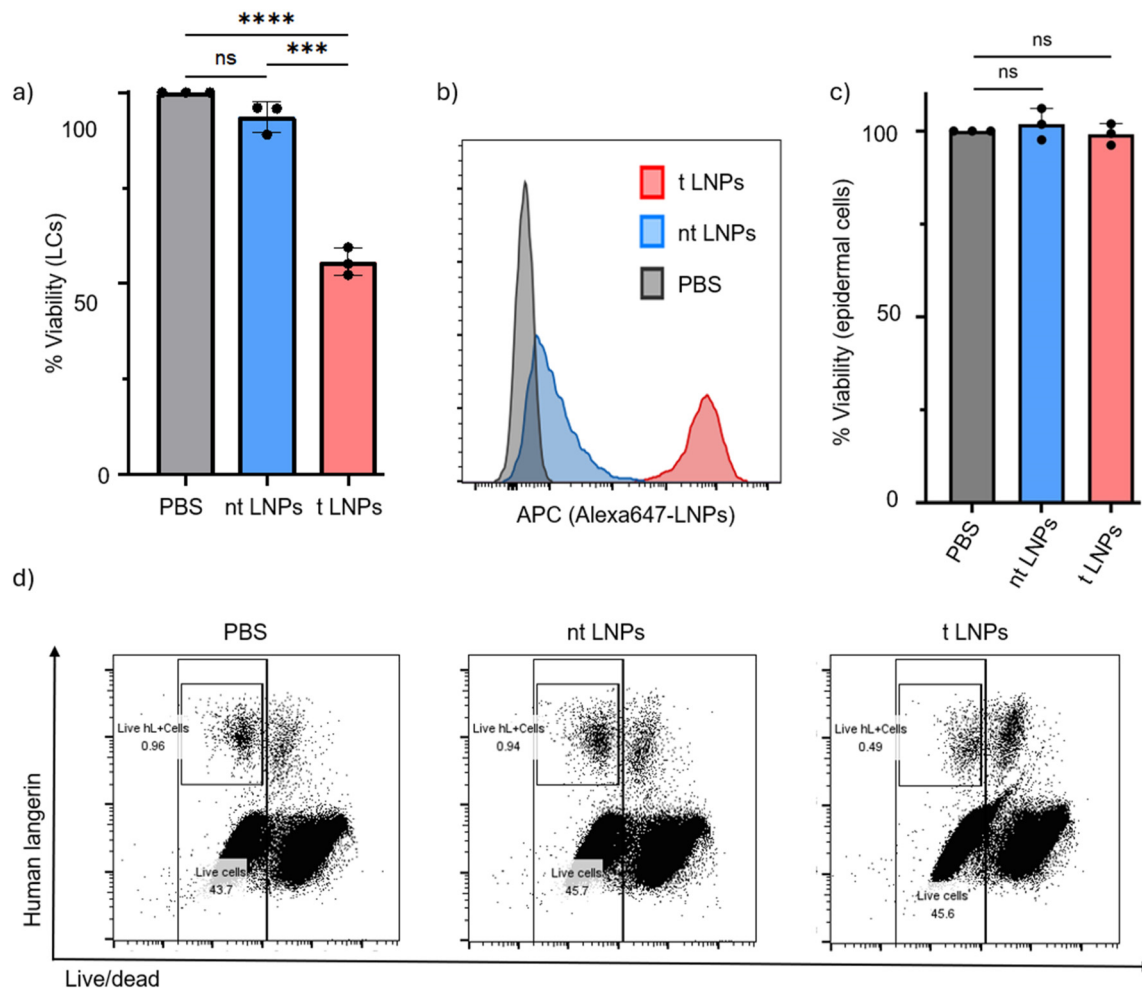 a)
****
ns
***
% Viability (LCs)
100
50
0
PBS
nt LNPs
t LNPs
b)
t LNPs
nt LNPs
PBS
APC (Alexa647-LNPs)
c)
ns
ns
% Viability (epidermal cells)
100
50
0
PBS
nt LNPs
t LNPs
d)
Human langerin
PBS
Live hL+Cells
0.96
Live cells
43.7
nt LNPs
Live hL+Cells
0.94
Live cells
45.7
t LNPs
Live hL+Cells
0.49
Live cells
45.6
Live/dead